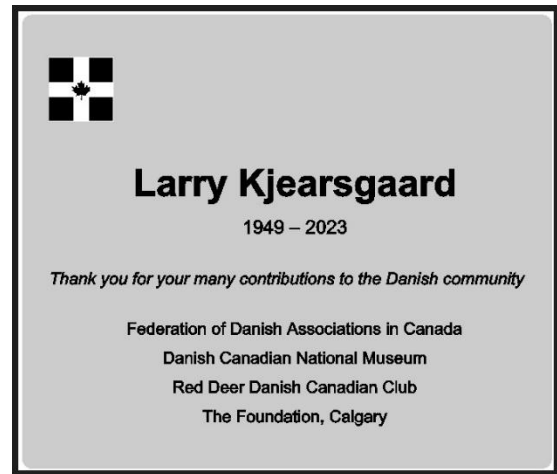 Larry Kjearsgaard
1949 – 2023
Thank you for your many contributions to the Danish community
Federation of Danish Associations in Canada
Danish Canadian National Museum
Red Deer Danish Canadian Club
The Foundation, Calgary